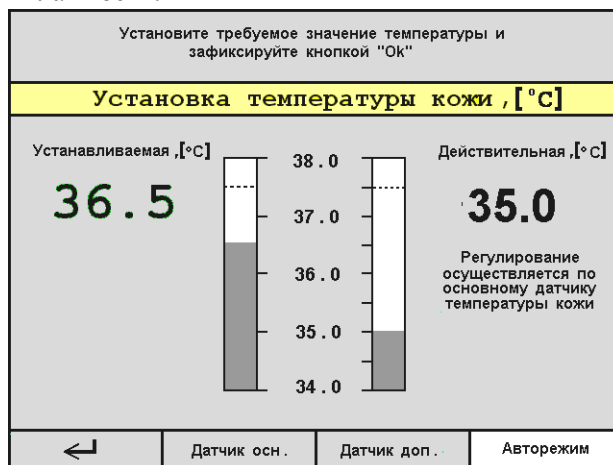 Установите требуемое значение температуры и
зафиксируйте кнопкой "Ok"
Установка температуры кожи ,[°C]
Устанавливаемая ,[°C]
36.5
38.0
37.0
36.0
35.0
34.0
Действительная ,[°C]
35.0
Регулирование
осуществляется по
основному датчику
температуры кожи
Датчик осн.
Датчик доп.
Авторежим